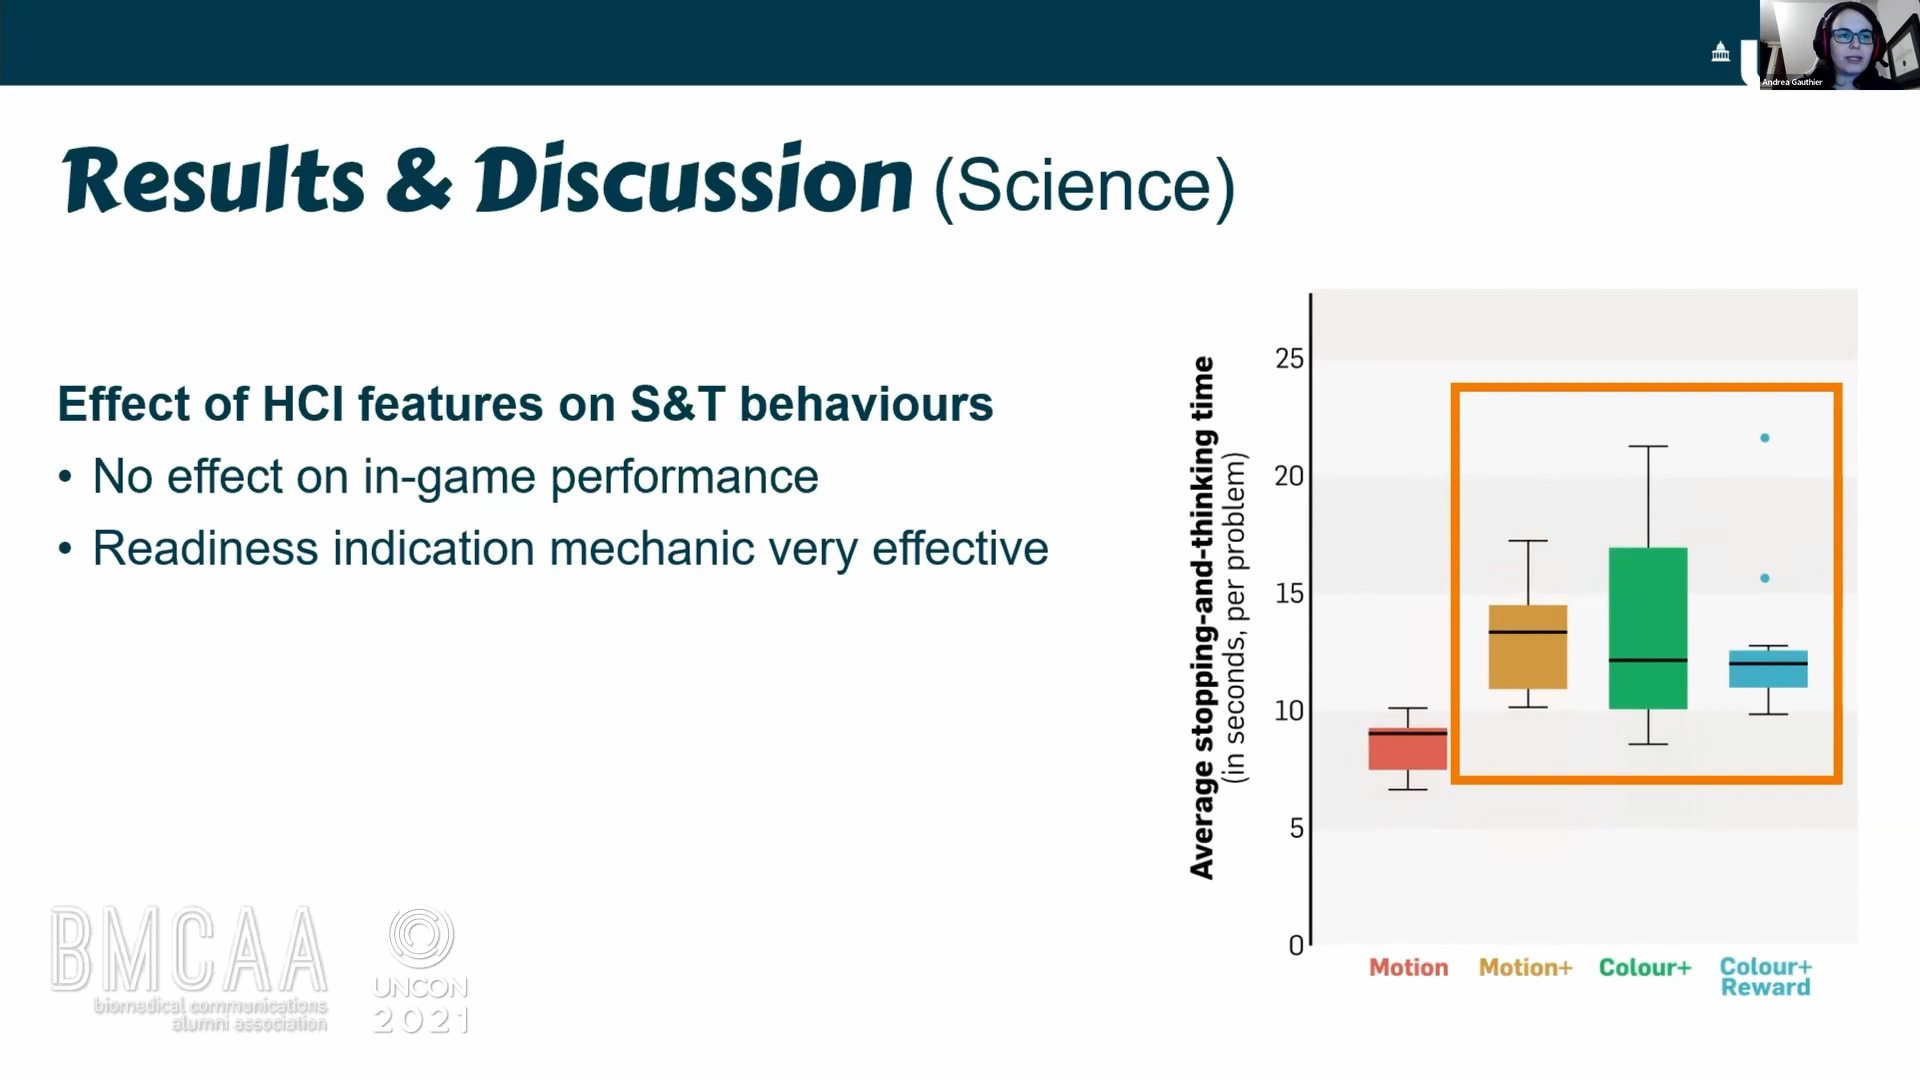 Andrea Gauthier
Results & Discussion (Science)
Effect of HCI features on S&T behaviours
• No effect on in-game performance
• Readiness indication mechanic very effective
Average stopping-and-thinking time
(in seconds, per problem)
25
20
15
10
5
0
Motion
Motion+
Colour+
Colour+
Reward
BMCAA
biomedical communications
alumni association
UNCON
2021